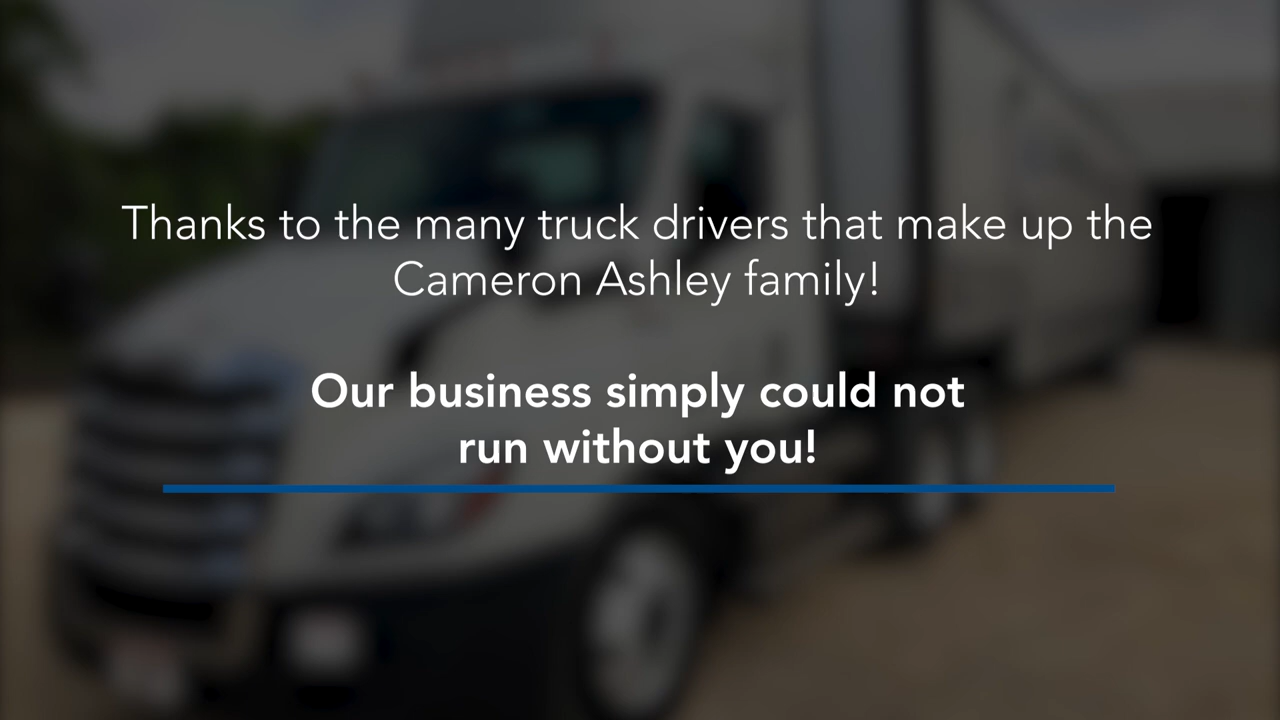 Thanks to the many truck drivers that make up the
Cameron Ashley family!
Our business simply could not
run without you!